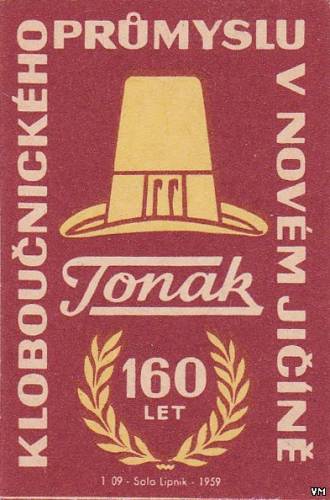 KLOBOUČNICKÉHO
PRŮMYSLU
V NOVÉM JIČÍNĚ
Tonak
160
LET
1 09 - Solo Lipník - 1959
VM